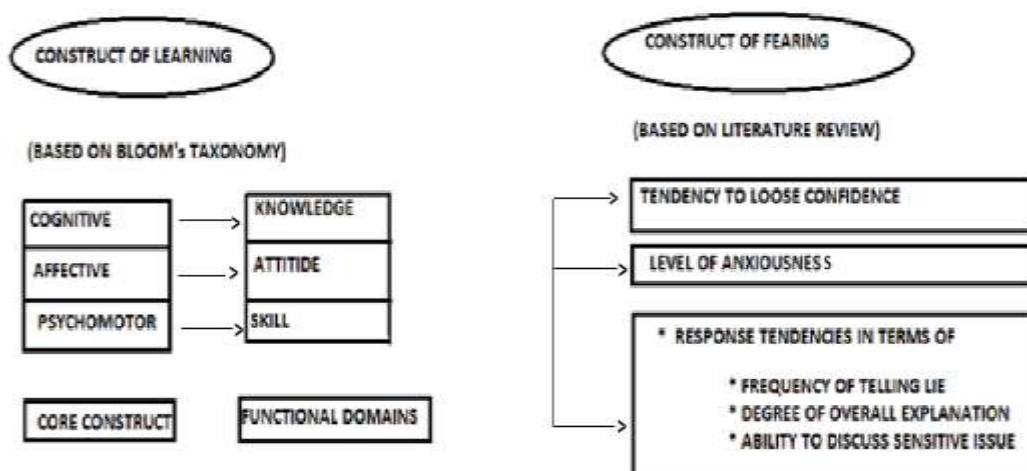 CONSTRUCT OF LEARNING
(BASED ON BLOOM's TAXONOMY)
COGNITIVE
KNOWLEDGE
AFFECTIVE
ATTITIDE
PSYCHOMOTOR
SKILL
CORE CONSTRUCT
FUNCTIONAL DOMAINS
CONSTRUCT OF FEARING
(BASED ON LITERATURE REVIEW)
TENDENCY TO LOOSE CONFIDENCE
LEVEL OF ANXIOUSNESS
* RESPONSE TENDENCIES IN TERMS OF
* FREQUENCY OF TELLING LIE
* DEGREE OF OVERALL EXPLANATION
* ABILITY TO DISCUSS SENSITIVE ISSUE